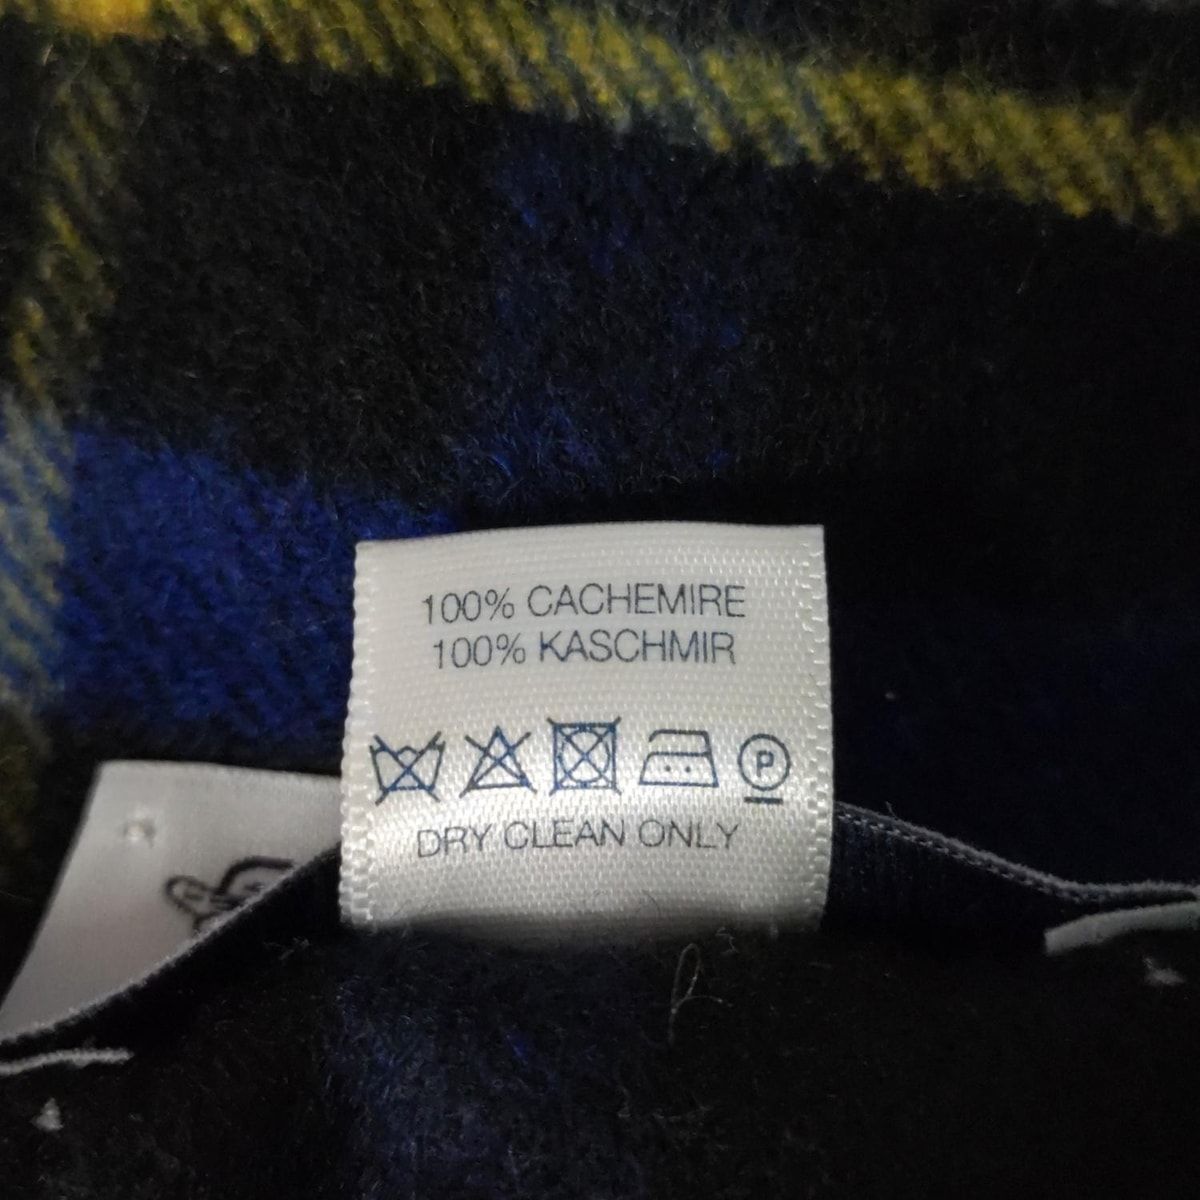 100% CACHEMIRE
100% KASCHMIR
P
DRY CLEAN ONLY